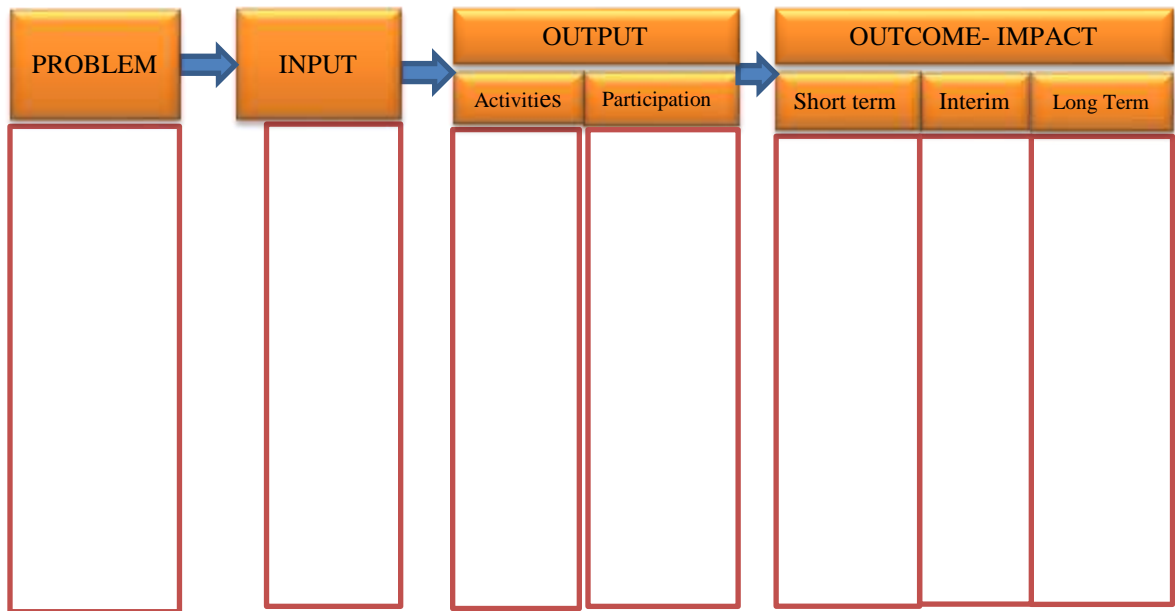 PROBLEM
INPUT
OUTPUT
Activities
Participation
OUTCOME- IMPACT
Short term
Interim
Long Term